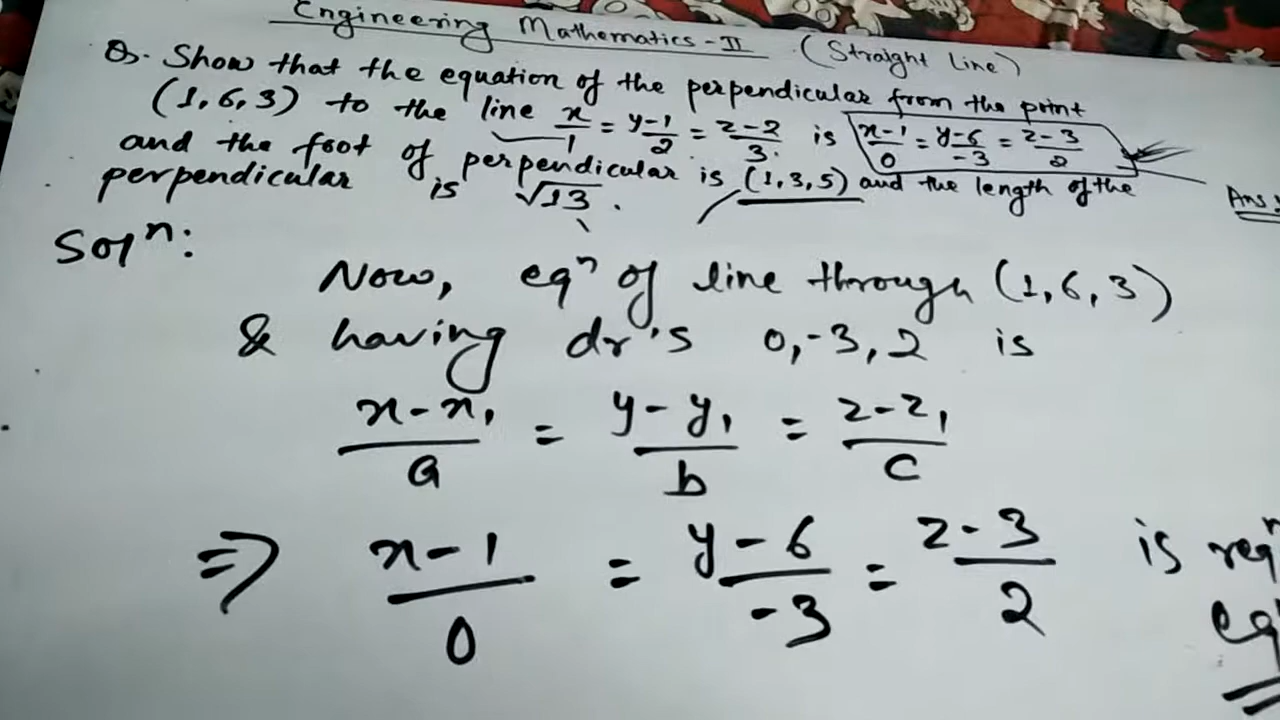 Engineering Mathematics-II (Straight Line)
Q. Show that the equation of the perpendicular from the point
(1,6,3) to the line x/1 = y-1/2 = z-2/3. is x-1/0 = y-6/-3 = z-3/2
and the foot of perpendicular is (1,3,5) and the length of the
perpendicular is √13.
Ans
Solⁿ:
Now, eqⁿ of line through (1,6,3)
& having dr's 0,-3,2 is
x-x₁/a = y-y₁/b = z-z₁/c
⇒ x-1/0 = y-6/-3 = z-3/2 is reqⁿ
eqⁿ